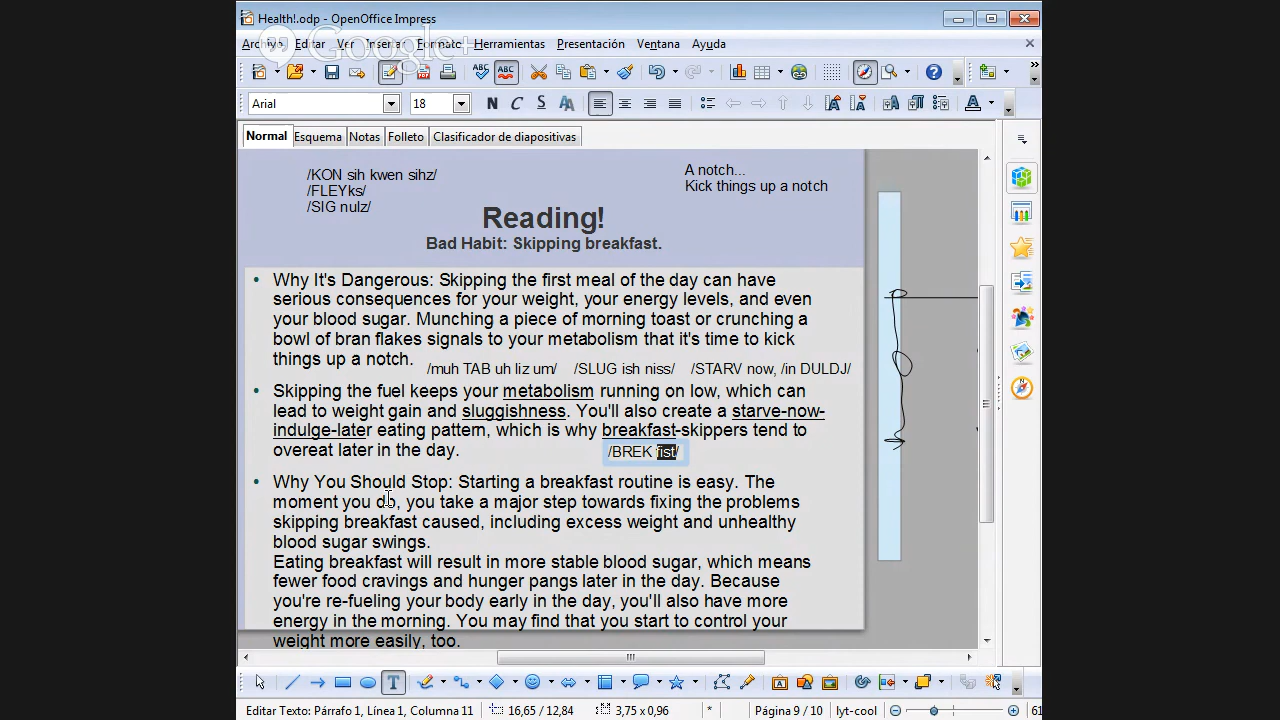 Health!.odp - OpenOffice Impress
Archivo Editar Ver Insertar Formato Herramientas Presentación Ventana Ayuda
Google+
Arial 18 N C S
Normal Esquema Notas Folleto Clasificador de diapositivas
/KON sih kwen sihz/
/FLEYks/
/SIG nulz/
A notch...
Kick things up a notch
Reading!
Bad Habit: Skipping breakfast.
• Why It's Dangerous: Skipping the first meal of the day can have
serious consequences for your weight, your energy levels, and even
your blood sugar. Munching a piece of morning toast or crunching a
bowl of bran flakes signals to your metabolism that it's time to kick
things up a notch.
/muh TAB uh liz um/ /SLUG ish niss/ /STARV now, /in DULDJ/
• Skipping the fuel keeps your metabolism running on low, which can
lead to weight gain and sluggishness. You'll also create a starve-now-
indulge-later eating pattern, which is why breakfast-skippers tend to
overeat later in the day.
/BREK fist/
• Why You Should Stop: Starting a breakfast routine is easy. The
moment you do, you take a major step towards fixing the problems
skipping breakfast caused, including excess weight and unhealthy
blood sugar swings.
Eating breakfast will result in more stable blood sugar, which means
fewer food cravings and hunger pangs later in the day. Because
you're re-fueling your body early in the day, you'll also have more
energy in the morning. You may find that you start to control your
weight more easily, too.
Editar Texto: Párrafo 1, Línea 1, Columna 11 16,65 / 12,84 3,75 x 0,96 * Página 9 / 10 lyt-cool 61